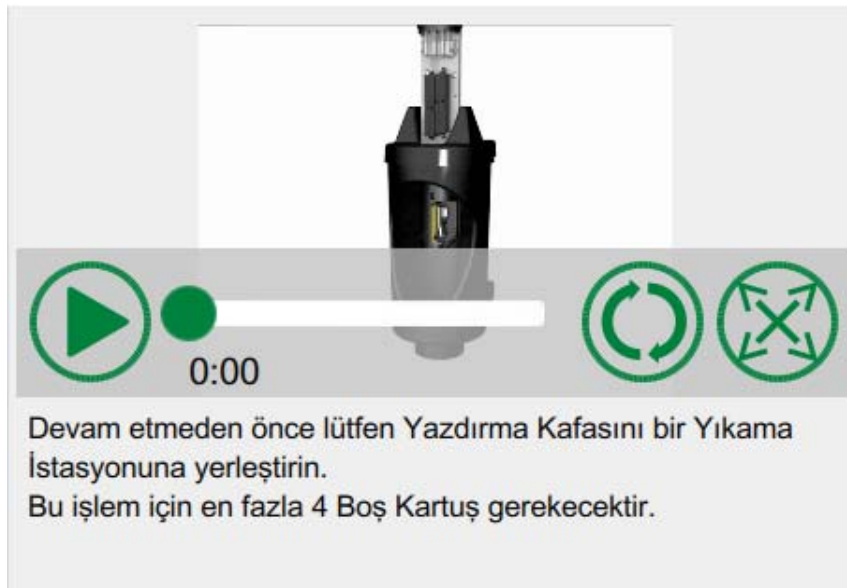 0:00
Devam etmeden önce lütfen Yazdırma Kafasını bir Yıkama
İstasyonuna yerleştirin.
Bu işlem için en fazla 4 Boş Kartuş gerekecektir.